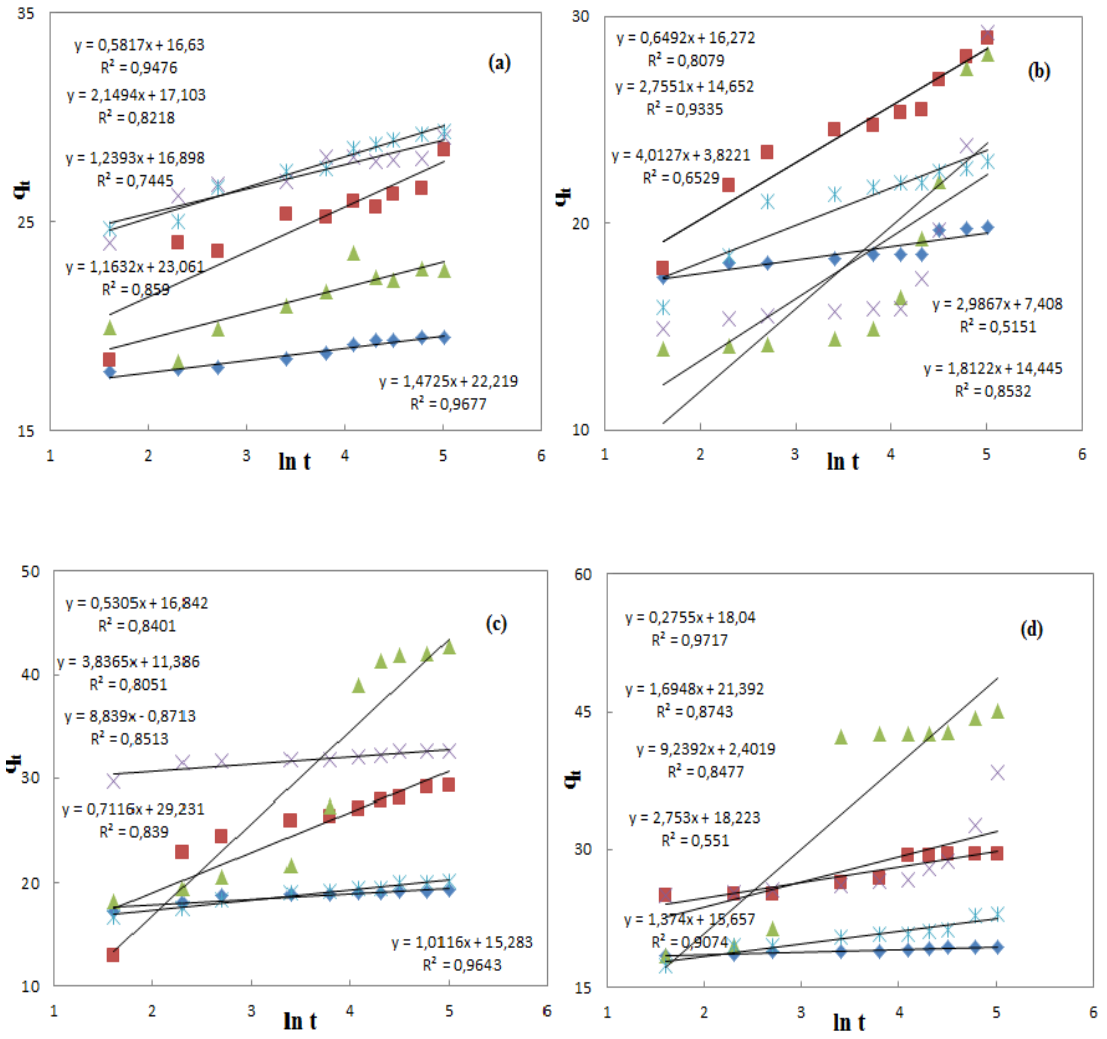 35
25
15
1
2
3
4
5
6
qt
ln t
(a)
y = 0,5817x + 16,63
R² = 0,9476
y = 2,1494x + 17,103
R² = 0,8218
y = 1,2393x + 16,898
R² = 0,7445
y = 1,1632x + 23,061
R² = 0,859
y = 1,4725x + 22,219
R² = 0,9677
30
20
10
1
2
3
4
5
6
qt
ln t
(b)
y = 0,6492x + 16,272
R² = 0,8079
y = 2,7551x + 14,652
R² = 0,9335
y = 4,0127x + 3,8221
R² = 0,6529
y = 2,9867x + 7,408
R² = 0,5151
y = 1,8122x + 14,445
R² = 0,8532
50
40
30
20
10
1
2
3
4
5
6
qt
ln t
(c)
y = 0,5305x + 16,842
R² = 0,8401
y = 3,8365x + 11,386
R² = 0,8051
y = 8,839x - 0,8713
R² = 0,8513
y = 0,7116x + 29,231
R² = 0,839
y = 1,0116x + 15,283
R² = 0,9643
60
45
30
15
1
2
3
4
5
6
qt
ln t
(d)
y = 0,2755x + 18,04
R² = 0,9717
y = 1,6948x + 21,392
R² = 0,8743
y = 9,2392x + 2,4019
R² = 0,8477
y = 2,753x + 18,223
R² = 0,551
y = 1,374x + 15,657
R² = 0,9074